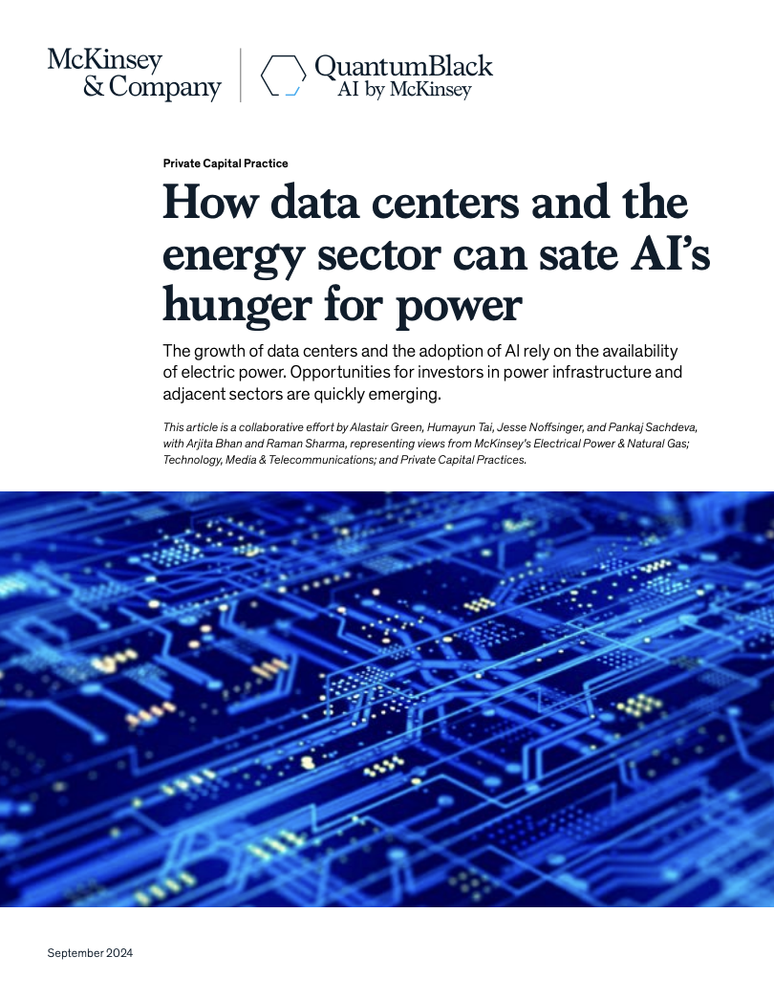 McKinsey
& Company
QuantumBlack
AI by McKinsey
Private Capital Practice
How data centers and the
energy sector can sate AI’s
hunger for power
The growth of data centers and the adoption of AI rely on the availability
of electric power. Opportunities for investors in power infrastructure and
adjacent sectors are quickly emerging.
This article is a collaborative effort by Alastair Green, Humayun Tai, Jesse Noffsinger, and Pankaj Sachdeva,
with Arjita Bhan and Raman Sharma, representing views from McKinsey’s Electrical Power & Natural Gas;
Technology, Media & Telecommunications; and Private Capital Practices.
September 2024